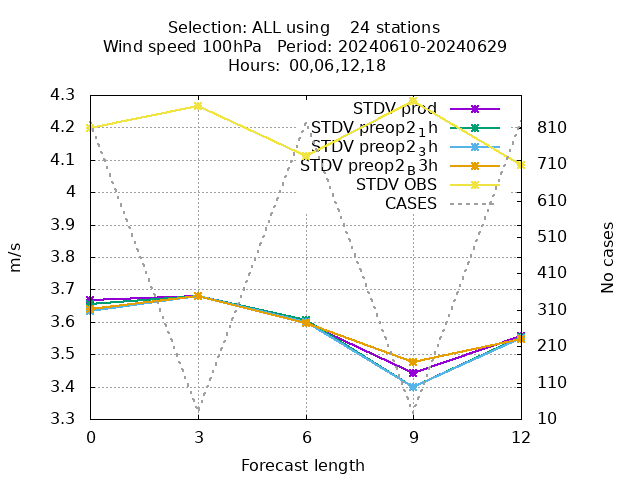 Selection: ALL using    24 stations
Wind speed 100hPa   Period: 20240610-20240629
Hours:  00,06,12,18
4.3
4.2
4.1
4
3.9
3.8
3.7
3.6
3.5
3.4
3.3
m/s
STDV prod
STDV preop2₁h
STDV preop2₃h
STDV preop2_B3h
STDV OBS
CASES
810
710
610
510
410
310
210
110
10
No cases
0 3 6 9 12
Forecast length